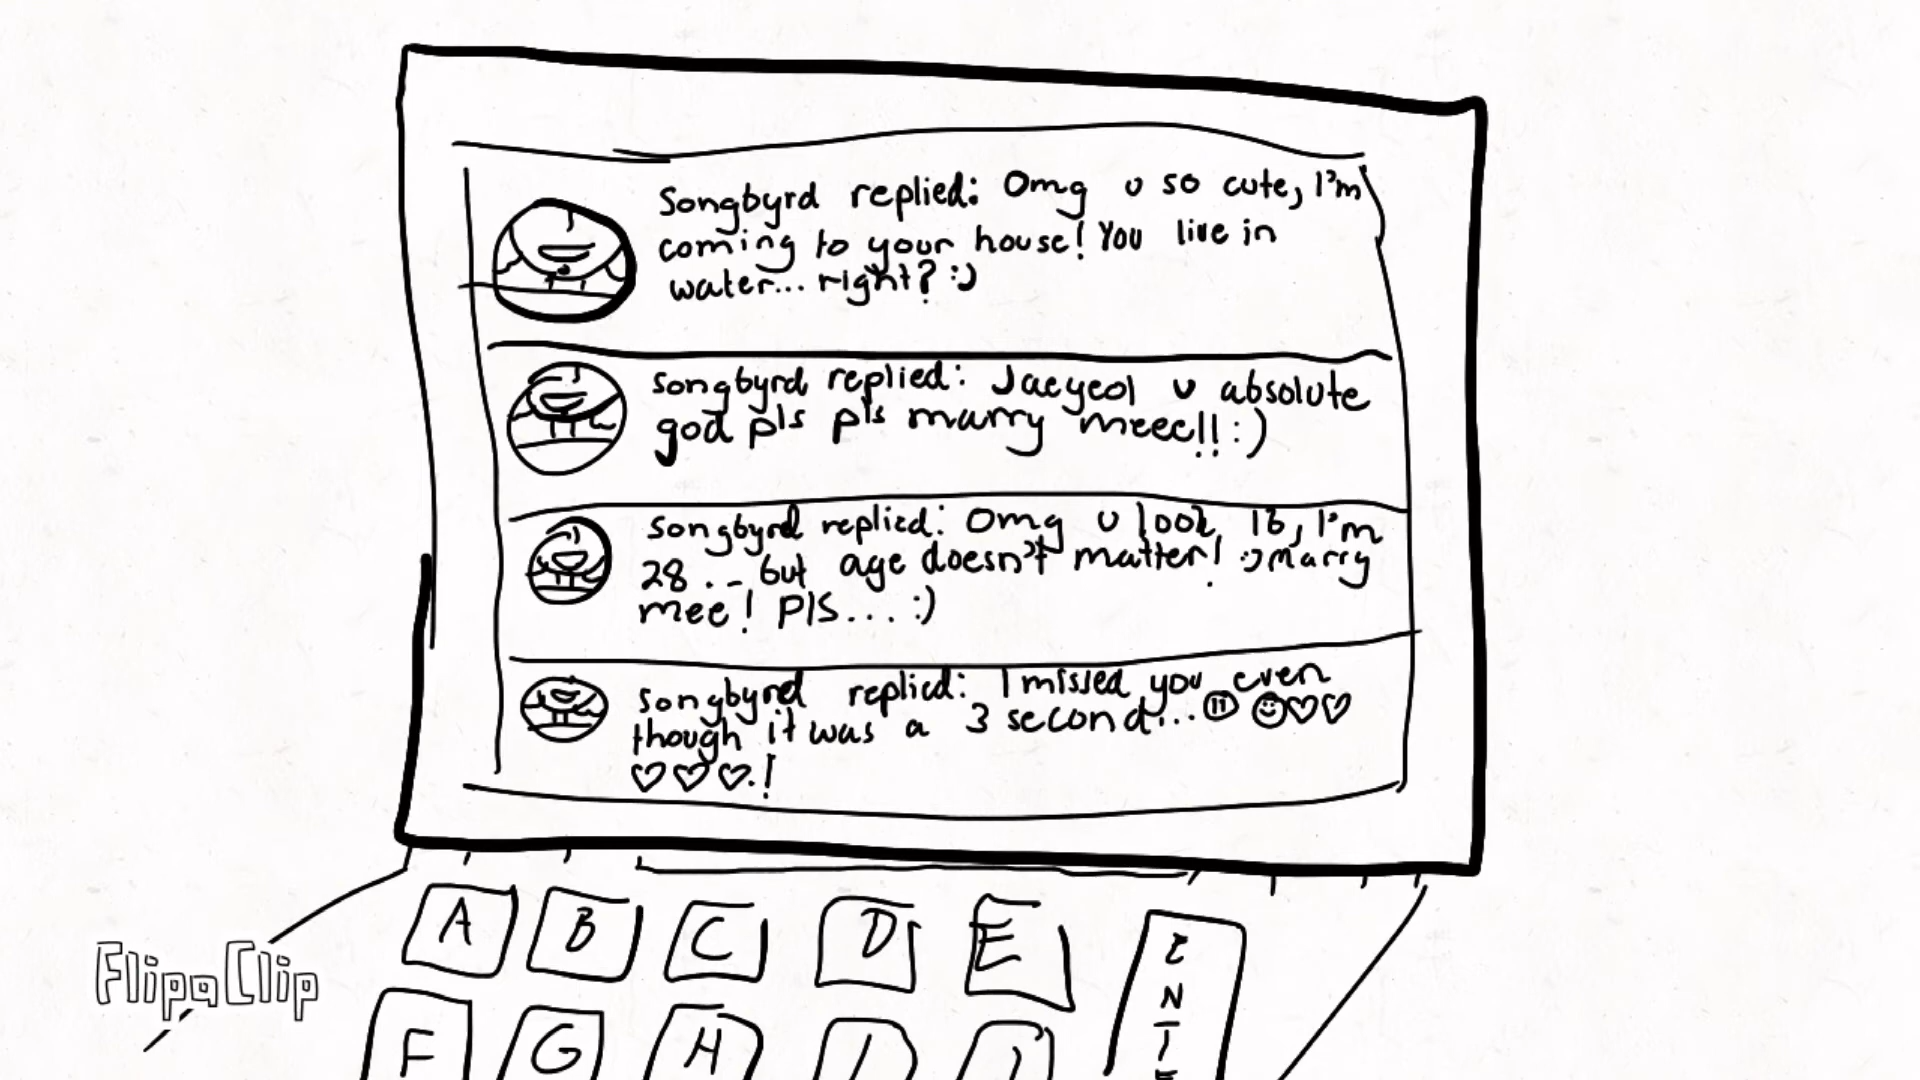 Songbyrd replied: Omg u so cute, I'm
coming to your house! You live in
water... right? :)
Songbyrd replied: Jaeyeol u absolute
god pls pls marry meee!! :)
Songbyrd replied: Omg u look 16, I'm
28 .. but age doesn't matter! :) Marry
mee! Pls... :)
Songbyrd replied: I missed you even
though it was a 3 second...
♡♡♡!
A B C D E
F G H I J
ENTE
FlipaClip